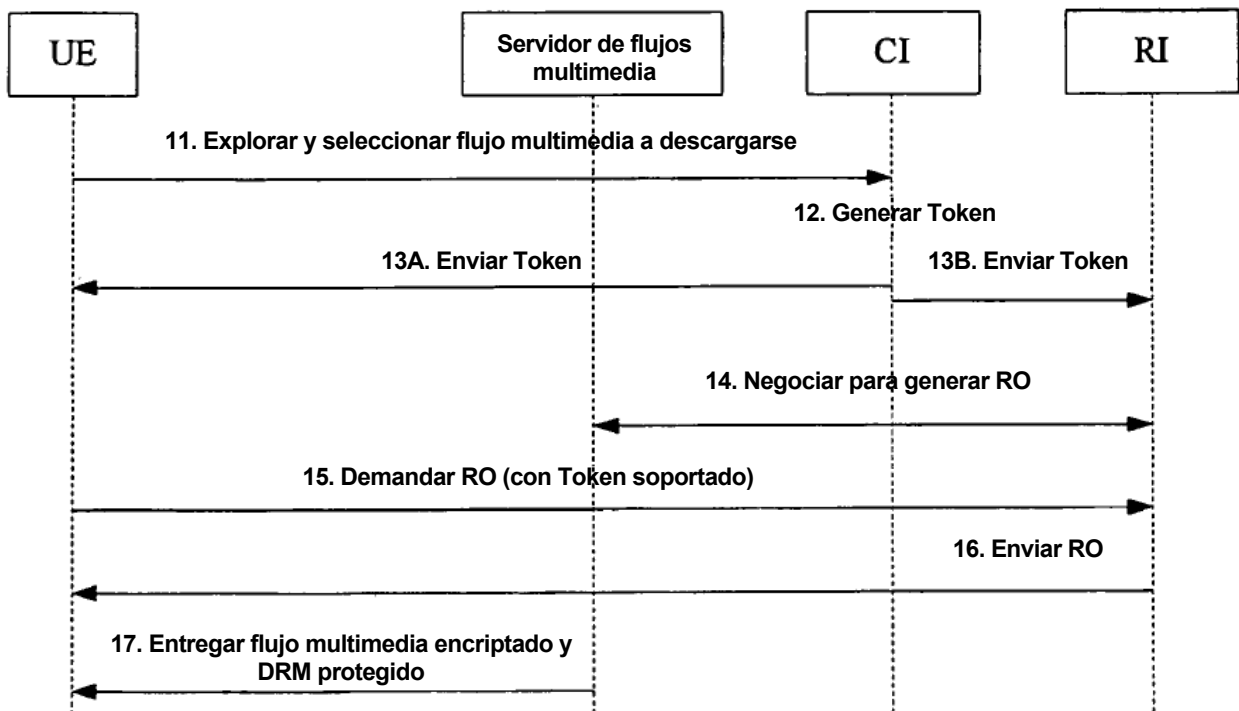 UE
Servidor de flujos
multimedia
CI
RI
11. Explorar y seleccionar flujo multimedia a descargarse
12. Generar Token
13A. Enviar Token
13B. Enviar Token
14. Negociar para generar RO
15. Demandar RO (con Token soportado)
16. Enviar RO
17. Entregar flujo multimedia encriptado y
DRM protegido